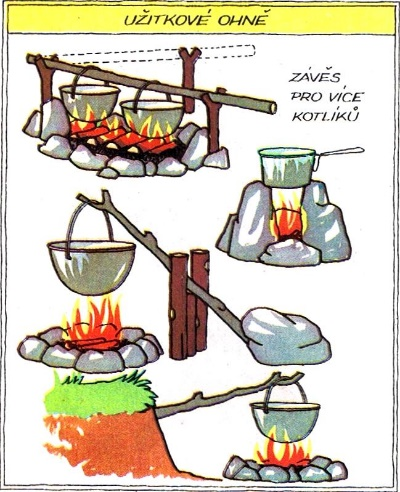 UŽITKOVÉ OHNĚ
ZÁVĚS
PRO VÍCE
KOTLÍKŮ